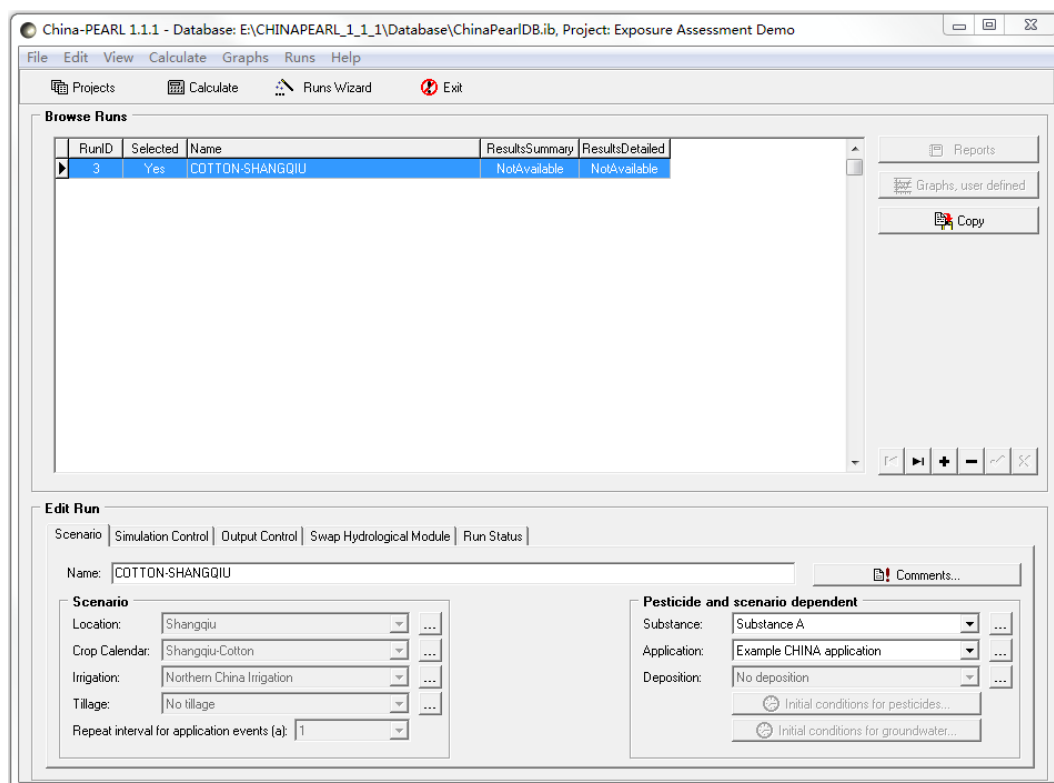 China-PEARL 1.1.1 - Database: E:\CHINAPEARL_1_1_1\Database\ChinaPearlDB.ib, Project: Exposure Assessment Demo
File Edit View Calculate Graphs Runs Help
Projects Calculate Runs Wizard Exit
Browse Runs
RunID Selected Name ResultsSummary ResultsDetailed
3 Yes COTTON-SHANGQIU NotAvailable NotAvailable
Reports
Graphs, user defined
Copy
Edit Run
Scenario Simulation Control Output Control Swap Hydrological Module Run Status
Name: COTTON-SHANGQIU Comments...
Scenario Pesticide and scenario dependent
Location: Shangqiu ... Substance: Substance A ...
Crop Calendar: Shangqiu-Cotton ... Application: Example CHINA application ...
Irrigation: Northern China Irrigation ... Deposition: No deposition ...
Tillage: No tillage ... Initial conditions for pesticides...
Repeat interval for application events (a): 1 Initial conditions for groundwater...